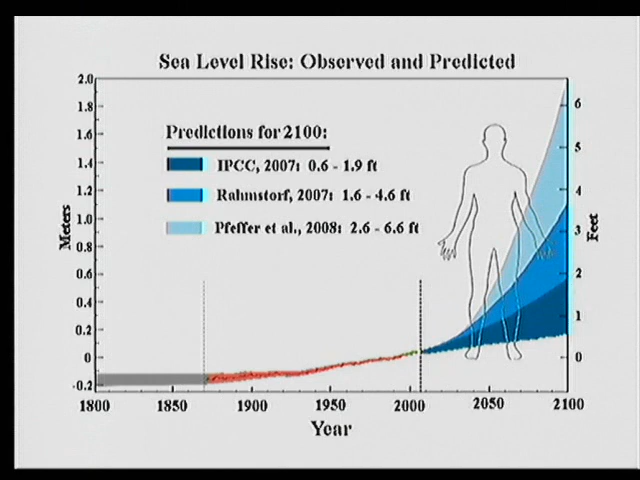 Sea Level Rise: Observed and Predicted
Predictions for 2100:
IPCC, 2007: 0.6 - 1.9 ft
Rahmstorf, 2007: 1.6 - 4.6 ft
Pfeffer et al., 2008: 2.6 - 6.6 ft
Meters
2.0
1.8
1.6
1.4
1.2
1.0
0.8
0.6
0.4
0.2
0
-0.2
6
5
4
3
2
1
0
Feet
1800 1850 1900 1950 2000 2050 2100
Year